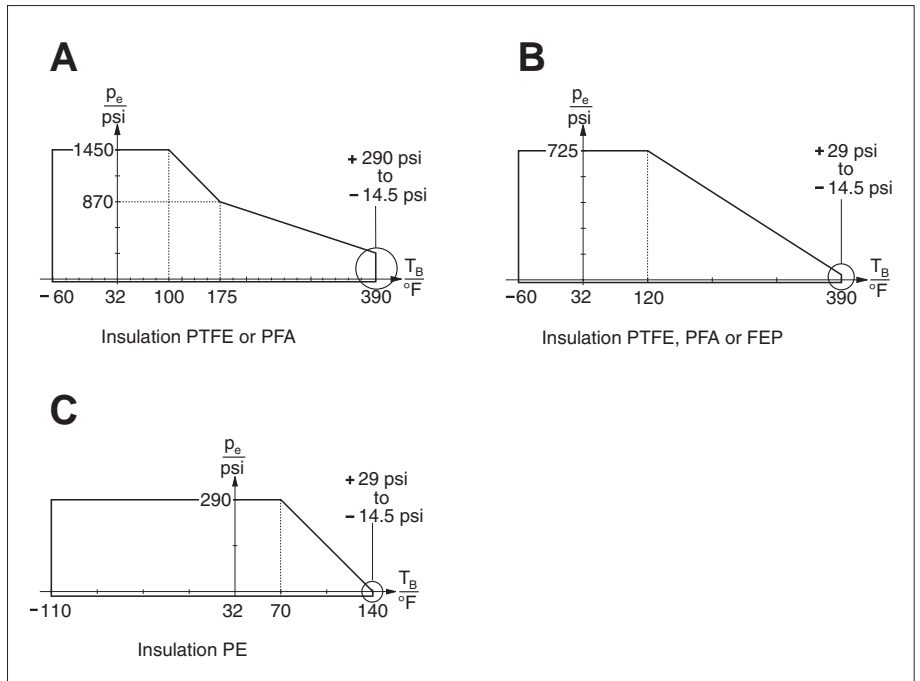 A
pe
psi
1450
870
+ 290 psi
to
– 14.5 psi
TB
°F
–60 32 100 175 390
Insulation PTFE or PFA
B
pe
psi
725
+ 29 psi
to
– 14.5 psi
TB
°F
–60 32 120 390
Insulation PTFE, PFA or FEP
C
pe
psi
290
+ 29 psi
to
– 14.5 psi
TB
°F
–110 32 70 140
Insulation PE